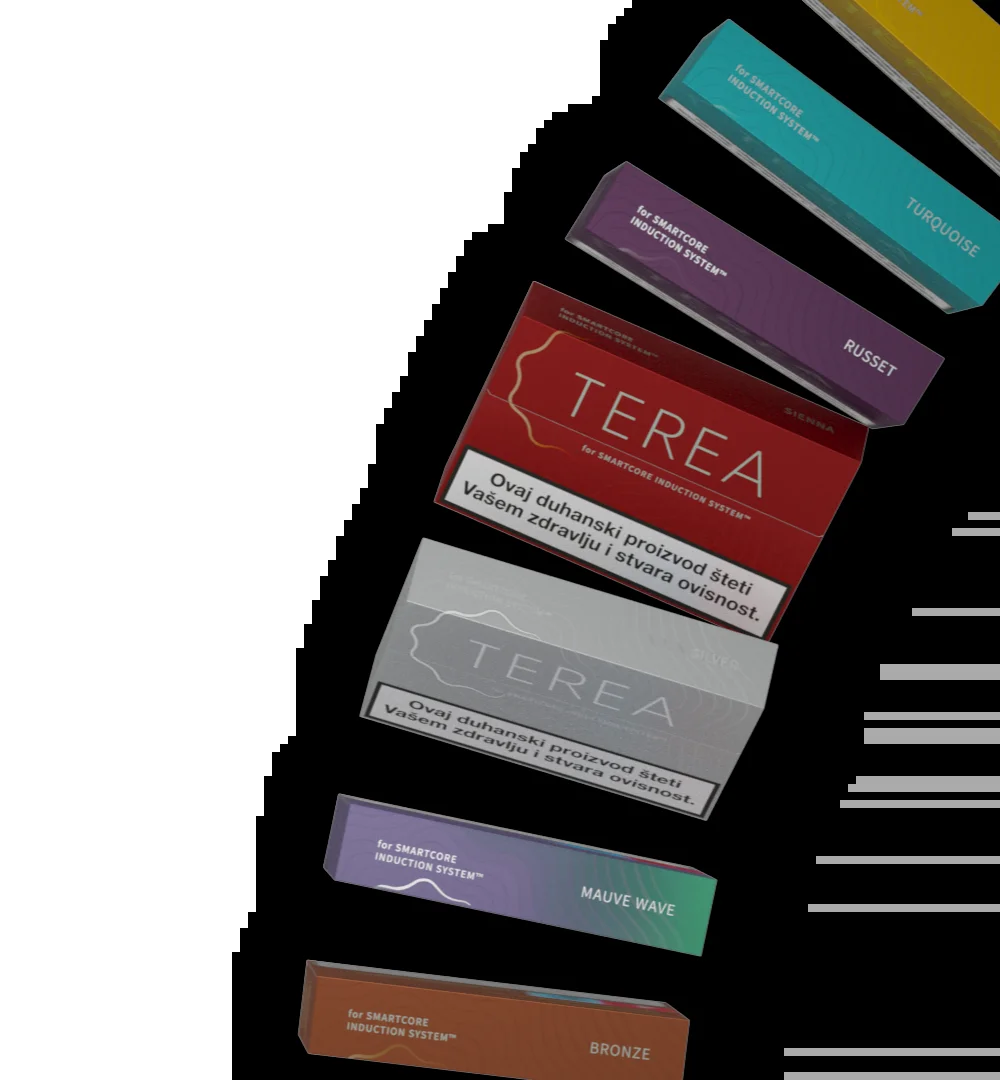 for SMARTCORE
INDUCTION SYSTEM™
TURQUOISE
for SMARTCORE
INDUCTION SYSTEM™
RUSSET
for SMARTCORE
INDUCTION SYSTEM™
SIENNA
TEREA
for SMARTCORE INDUCTION SYSTEM™
Ovaj duhanski proizvod šteti
Vašem zdravlju i stvara ovisnost.
SILVER
TEREA
Ovaj duhanski proizvod šteti
Vašem zdravlju i stvara ovisnost.
for SMARTCORE
INDUCTION SYSTEM™
MAUVE WAVE
for SMARTCORE
INDUCTION SYSTEM™
BRONZE